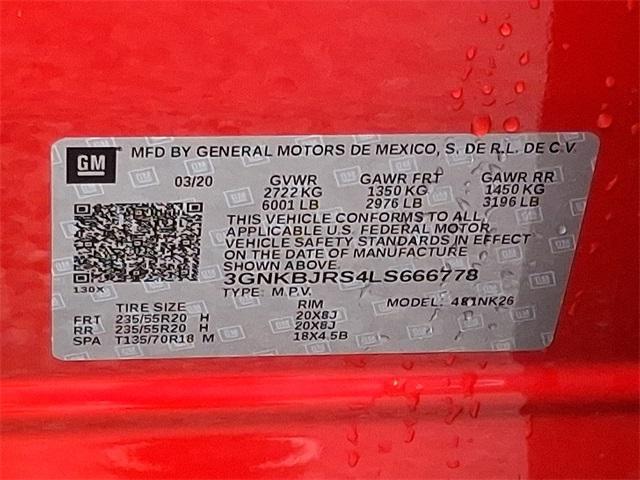 GM MFD BY GENERAL MOTORS DE MEXICO, S. DE R.L. DE C.V.
03/20 GVWR GAWR FRT GAWR RR
2722 KG 1350 KG 1450 KG
6001 LB 2976 LB 3196 LB
THIS VEHICLE CONFORMS TO ALL
APPLICABLE U.S. FEDERAL MOTOR
VEHICLE SAFETY STANDARDS IN EFFECT
ON THE DATE OF MANUFACTURE
SHOWN ABOVE.
3GNKBJRS4LS666778
130X TYPE: M.P.V. MODEL: 481NK26
TIRE SIZE RIM
FRT 235/55R20 H 20X8J
RR 235/55R20 H 20X8J
SPA T135/70R18 M 18X4.5B